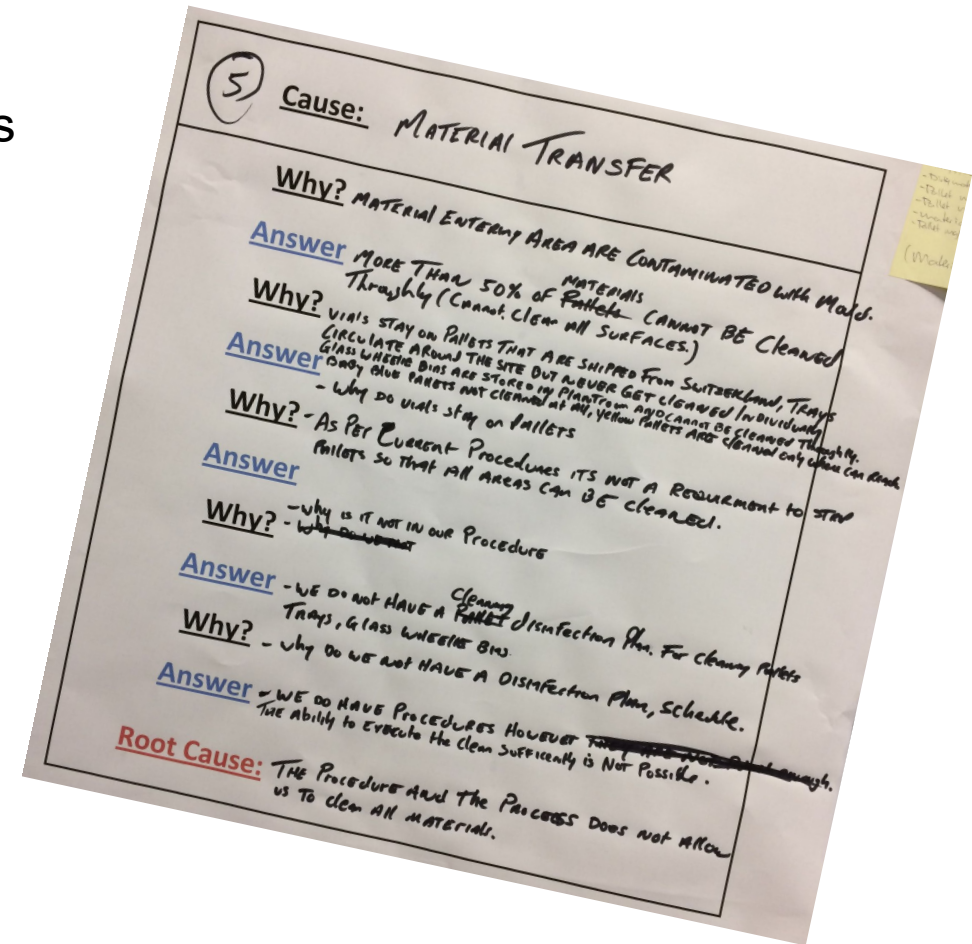 s
5 Cause: MATERIAL TRANSFER
Why? MATERIAL ENTERING AREA ARE CONTAMINATED with Mold.
Answer MORE THAN 50% of MATERIALS CANNOT BE CLEANED
Throughly (Cannot. Clean All SURFACES.)
Why? VIALS STAY ON PALLETS THAT ARE SHIPPED FROM SWITZERLAND, TRAYS
CIRCULATE AROUND THE SITE BUT NEVER GET CLEANED INDIVIDUALLY
Answer GLASS WHEELIE BINS ARE STORED IN PLANTROOM AND CANNOT BE CLEANED Throughly.
BABY BLUE PALLETS NOT CLEANED at All, Yellow PALLETS ARE CLEANED only where can Reach
Why? - WHY DO VIALS STAY ON PALLETS
- AS PER CURRENT PROCEDURES ITS NOT A REQUIRMENT to STRIP
Answer PALLETS SO THAT All AREAS CAN BE CLEANED.
Why? - WHY IS IT NOT IN OUR PROCEDURE
Answer - WE DO NOT HAVE A Cleaning disinfection Plan. For Cleaning Pallets
TRAYS, GLASS WHEELIE BINS.
Why? - Why DO WE NOT HAVE A DISINFECTION Plan, Schedule.
Answer - WE DO HAVE PROCEDURES HOWEVER
THE Ability to EXECUTE the Clean SUFFICENTLY is NOT POSSIBLE.
Root Cause: THE PROCEDURE AND THE PROCESS DOES NOT Allow
US TO clean All MATERIALS.